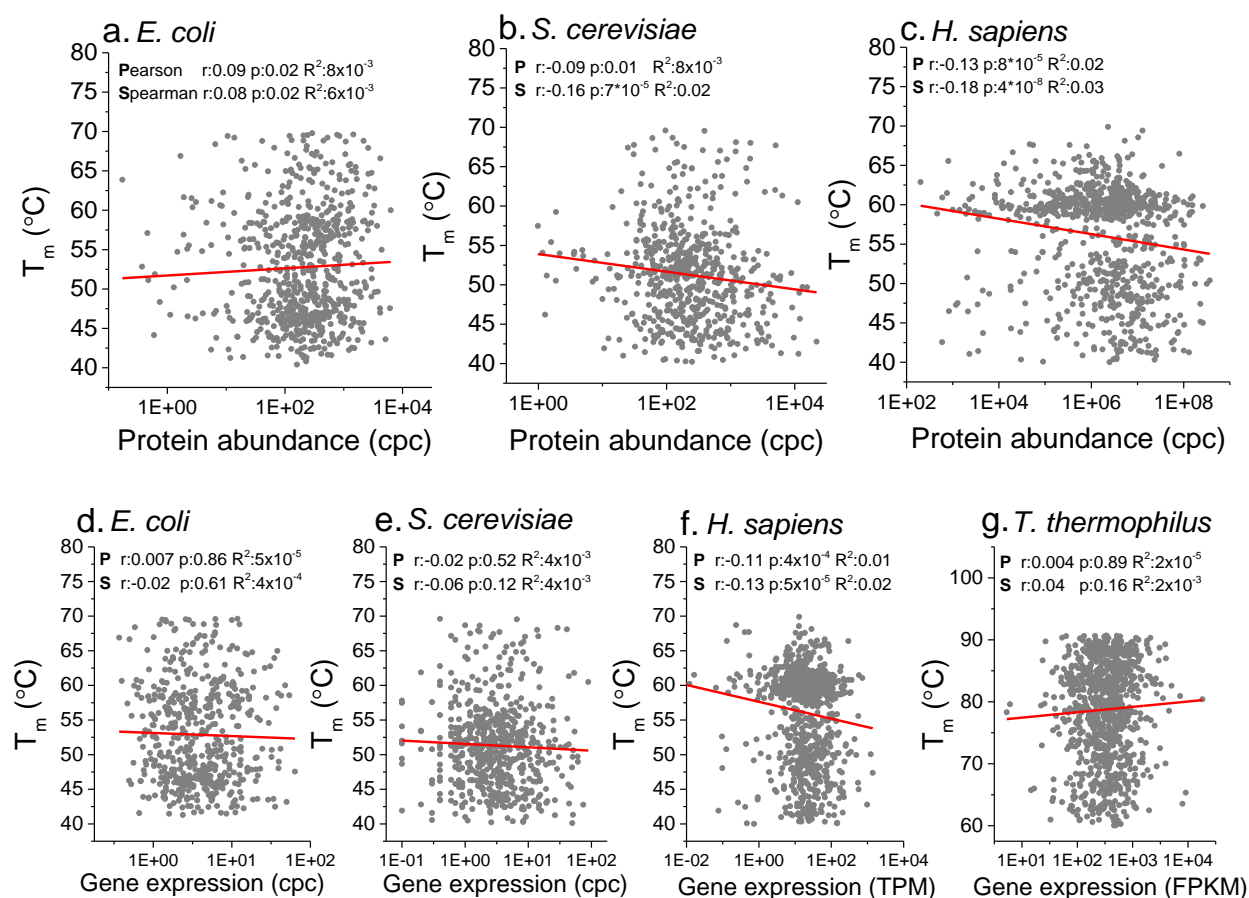 a. E. coli
80
75
70
65
60
55
50
45
40
Tm (°C)
Pearson r:0.09 p:0.02 R²:8x10⁻³
Spearman r:0.08 p:0.02 R²:6x10⁻³
1E+00 1E+02 1E+04
Protein abundance (cpc)
b. S. cerevisiae
80
75
70
65
60
55
50
45
40
Tm (°C)
P r:-0.09 p:0.01 R²:8x10⁻³
S r:-0.16 p:7*10⁻⁵ R²:0.02
1E+00 1E+02 1E+04
Protein abundance (cpc)
c. H. sapiens
80
75
70
65
60
55
50
45
40
Tm (°C)
P r:-0.13 p:8*10⁻⁵ R²:0.02
S r:-0.18 p:4*10⁻⁸ R²:0.03
1E+02 1E+04 1E+06 1E+08
Protein abundance (cpc)
d. E. coli
80
75
70
65
60
55
50
45
40
Tm (°C)
P r:0.007 p:0.86 R²:5x10⁻⁵
S r:-0.02 p:0.61 R²:4x10⁻⁴
1E+00 1E+01 1E+02
Gene expression (cpc)
e. S. cerevisiae
80
75
70
65
60
55
50
45
40
Tm (°C)
P r:-0.02 p:0.52 R²:4x10⁻³
S r:-0.06 p:0.12 R²:4x10⁻³
1E-01 1E+00 1E+01 1E+02
Gene expression (cpc)
f. H. sapiens
80
75
70
65
60
55
50
45
40
Tm (°C)
P r:-0.11 p:4x10⁻⁴ R²:0.01
S r:-0.13 p:5x10⁻⁵ R²:0.02
1E-02 1E+00 1E+02
Gene expression (TPM)
g. T. thermophilus
100
90
80
70
60
Tm (°C)
P r:0.004 p:0.89 R²:2x10⁻⁵
S r:0.04 p:0.16 R²:2x10⁻³
1E+01 1E+02 1E+03 1E+04
Gene expression (FPKM)